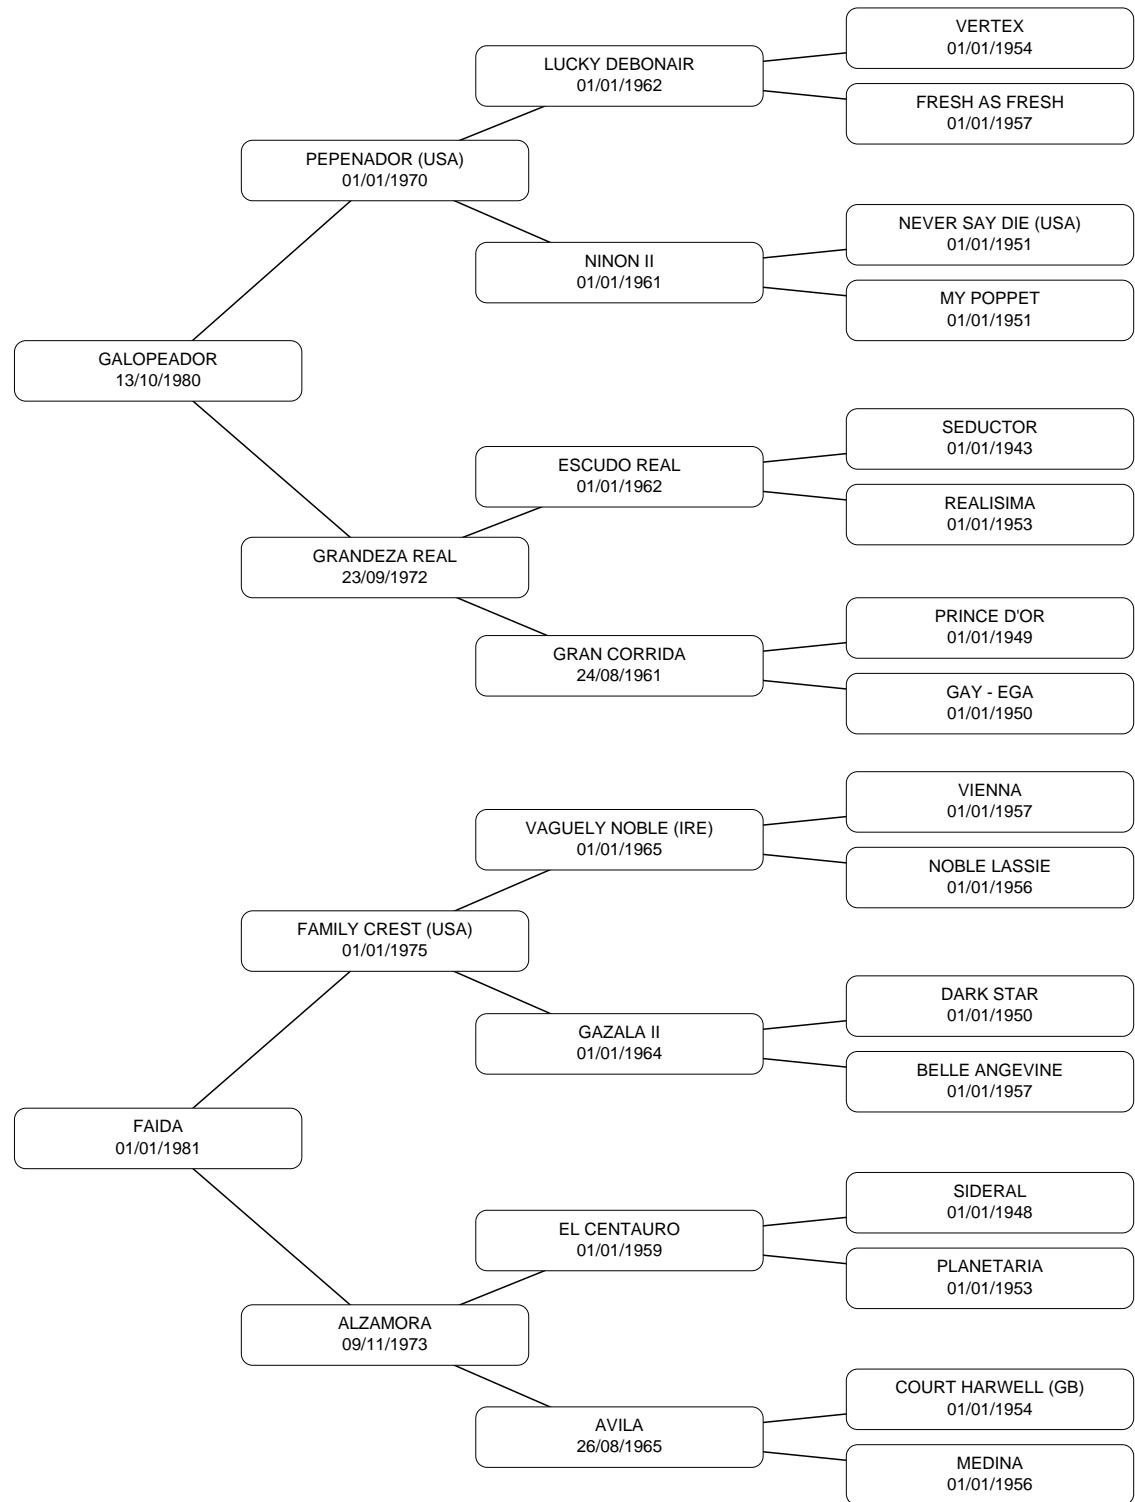 VERTEX
01/01/1954
LUCKY DEBONAIR
01/01/1962
FRESH AS FRESH
01/01/1957
PEPENADOR (USA)
01/01/1970
NEVER SAY DIE (USA)
01/01/1951
NINON II
01/01/1961
MY POPPET
01/01/1951
GALOPEADOR
13/10/1980
SEDUCTOR
01/01/1943
ESCUDO REAL
01/01/1962
REALISIMA
01/01/1953
GRANDEZA REAL
23/09/1972
PRINCE D'OR
01/01/1949
GRAN CORRIDA
24/08/1961
GAY - EGA
01/01/1950
VIENNA
01/01/1957
VAGUELY NOBLE (IRE)
01/01/1965
NOBLE LASSIE
01/01/1956
FAMILY CREST (USA)
01/01/1975
DARK STAR
01/01/1950
GAZALA II
01/01/1964
BELLE ANGEVINE
01/01/1957
FAIDA
01/01/1981
SIDERAL
01/01/1948
EL CENTAURO
01/01/1959
PLANETARIA
01/01/1953
ALZAMORA
09/11/1973
COURT HARWELL (GB)
01/01/1954
AVILA
26/08/1965
MEDINA
01/01/1956